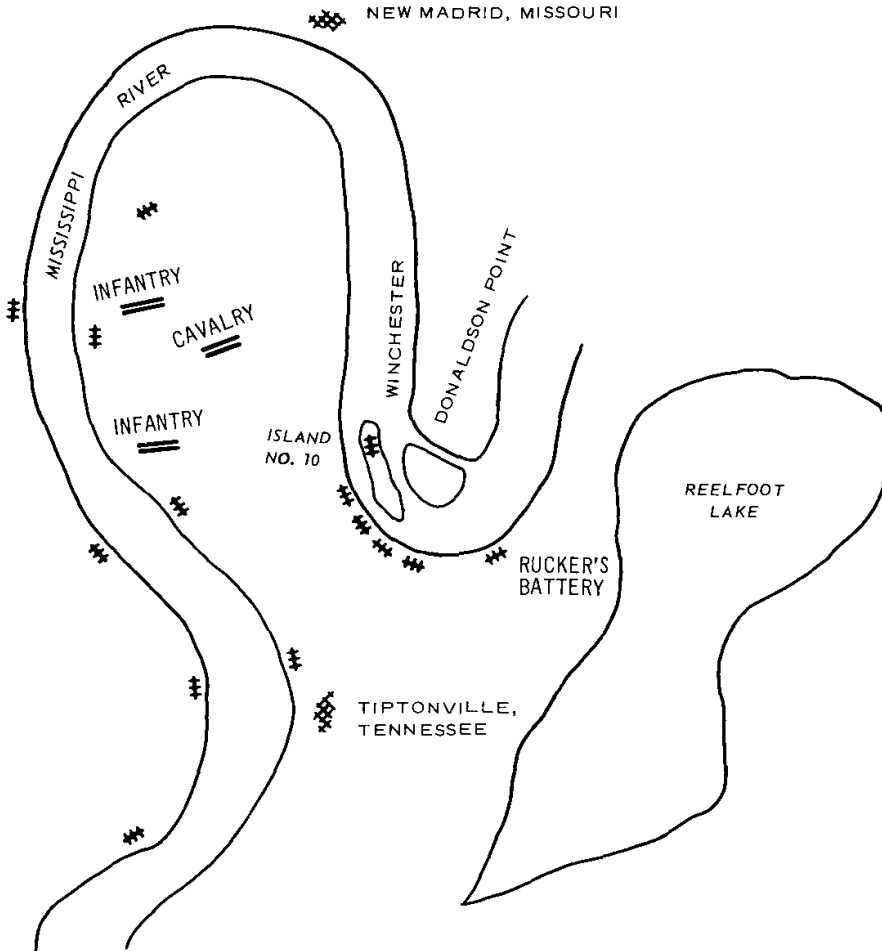 NEW MADRID, MISSOURI
RIVER
MISSISSIPPI
INFANTRY
CAVALRY
WINCHESTER
DONALDSON POINT
INFANTRY
ISLAND
NO. 10
REELFOOT
LAKE
RUCKER'S
BATTERY
TIPTONVILLE,
TENNESSEE